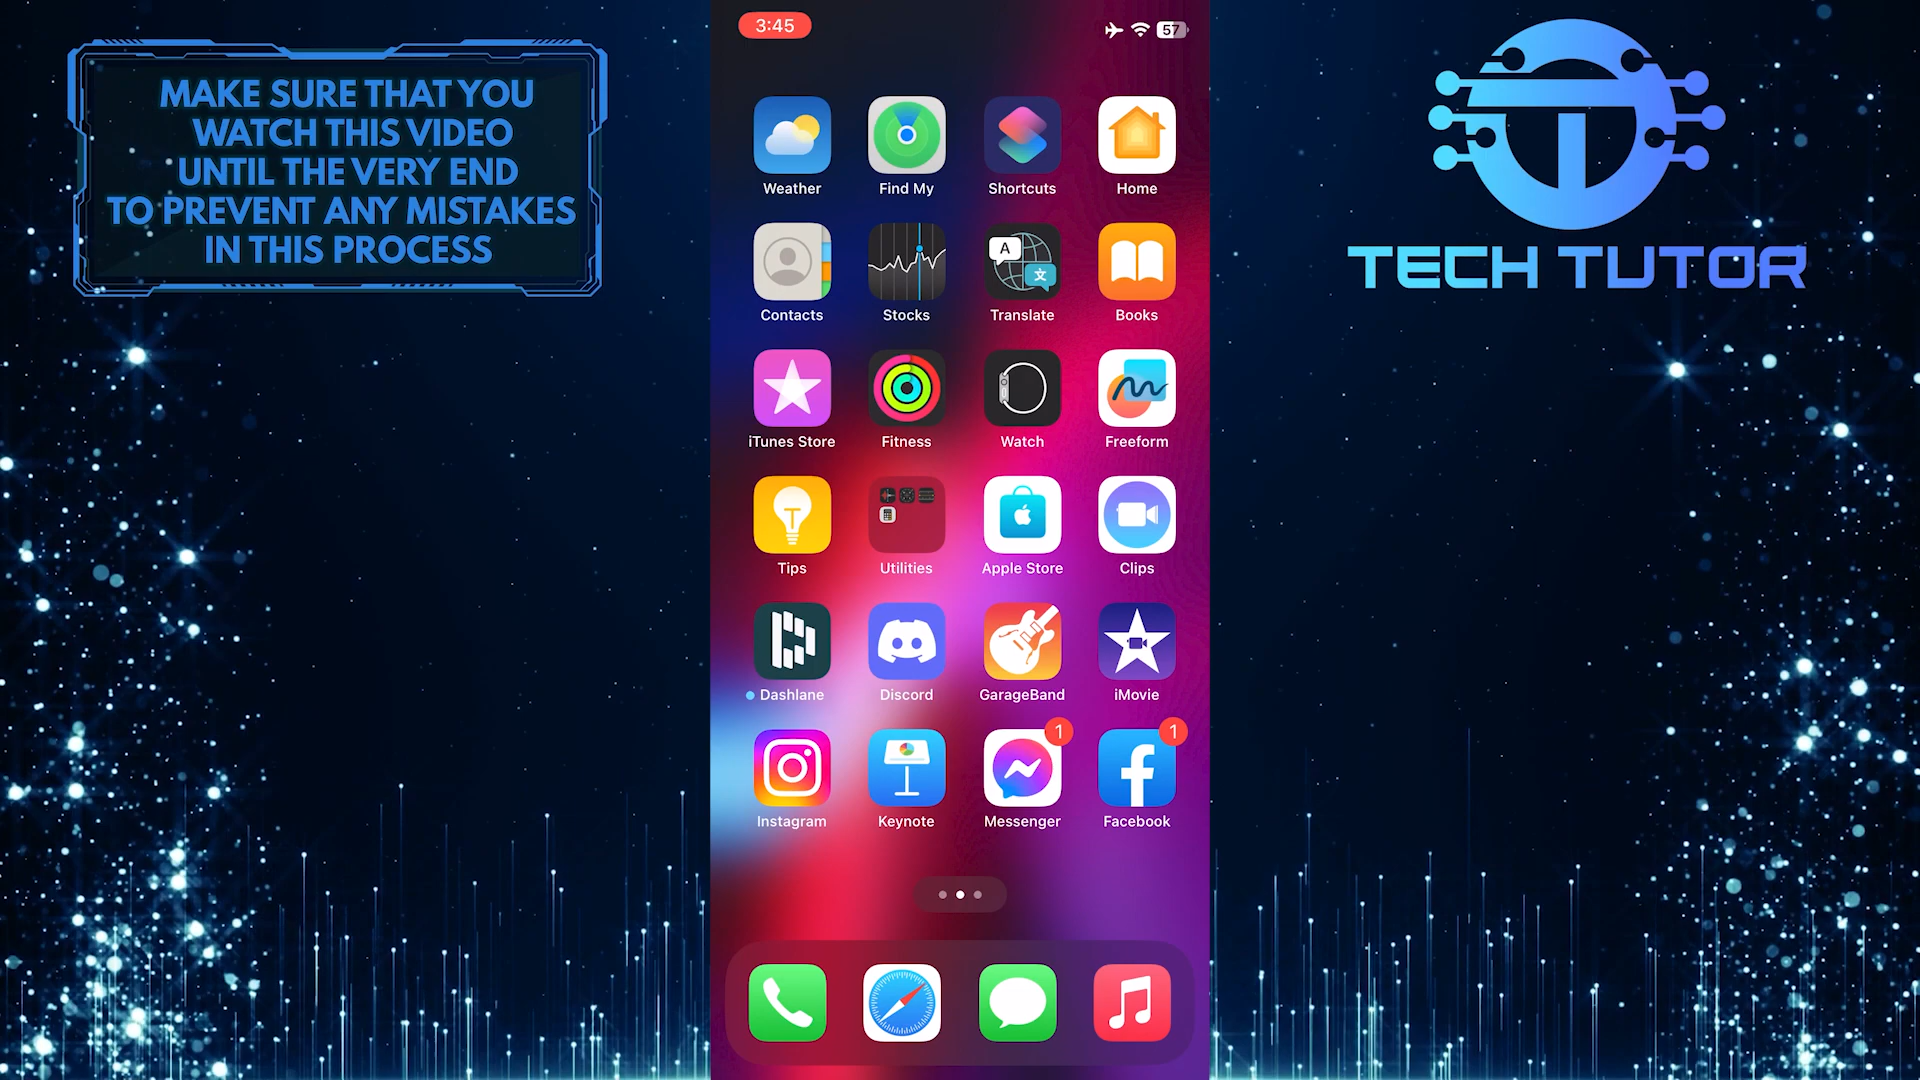 MAKE SURE THAT YOU
WATCH THIS VIDEO
UNTIL THE VERY END
TO PREVENT ANY MISTAKES
IN THIS PROCESS
3:45
57
TECH TUTOR
Weather
Find My
Shortcuts
Home
A
文
Contacts
Stocks
Translate
Books
iTunes Store
Fitness
Watch
Freeform
Tips
Utilities
Apple Store
Clips
Dashlane
Discord
GarageBand
iMovie
1
1
Instagram
Keynote
Messenger
Facebook